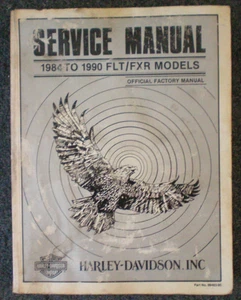 SERVICE MANUAL
1984 TO 1990 FLT/FXR MODELS
OFFICIAL FACTORY MANUAL
HARLEY-DAVIDSON, INC